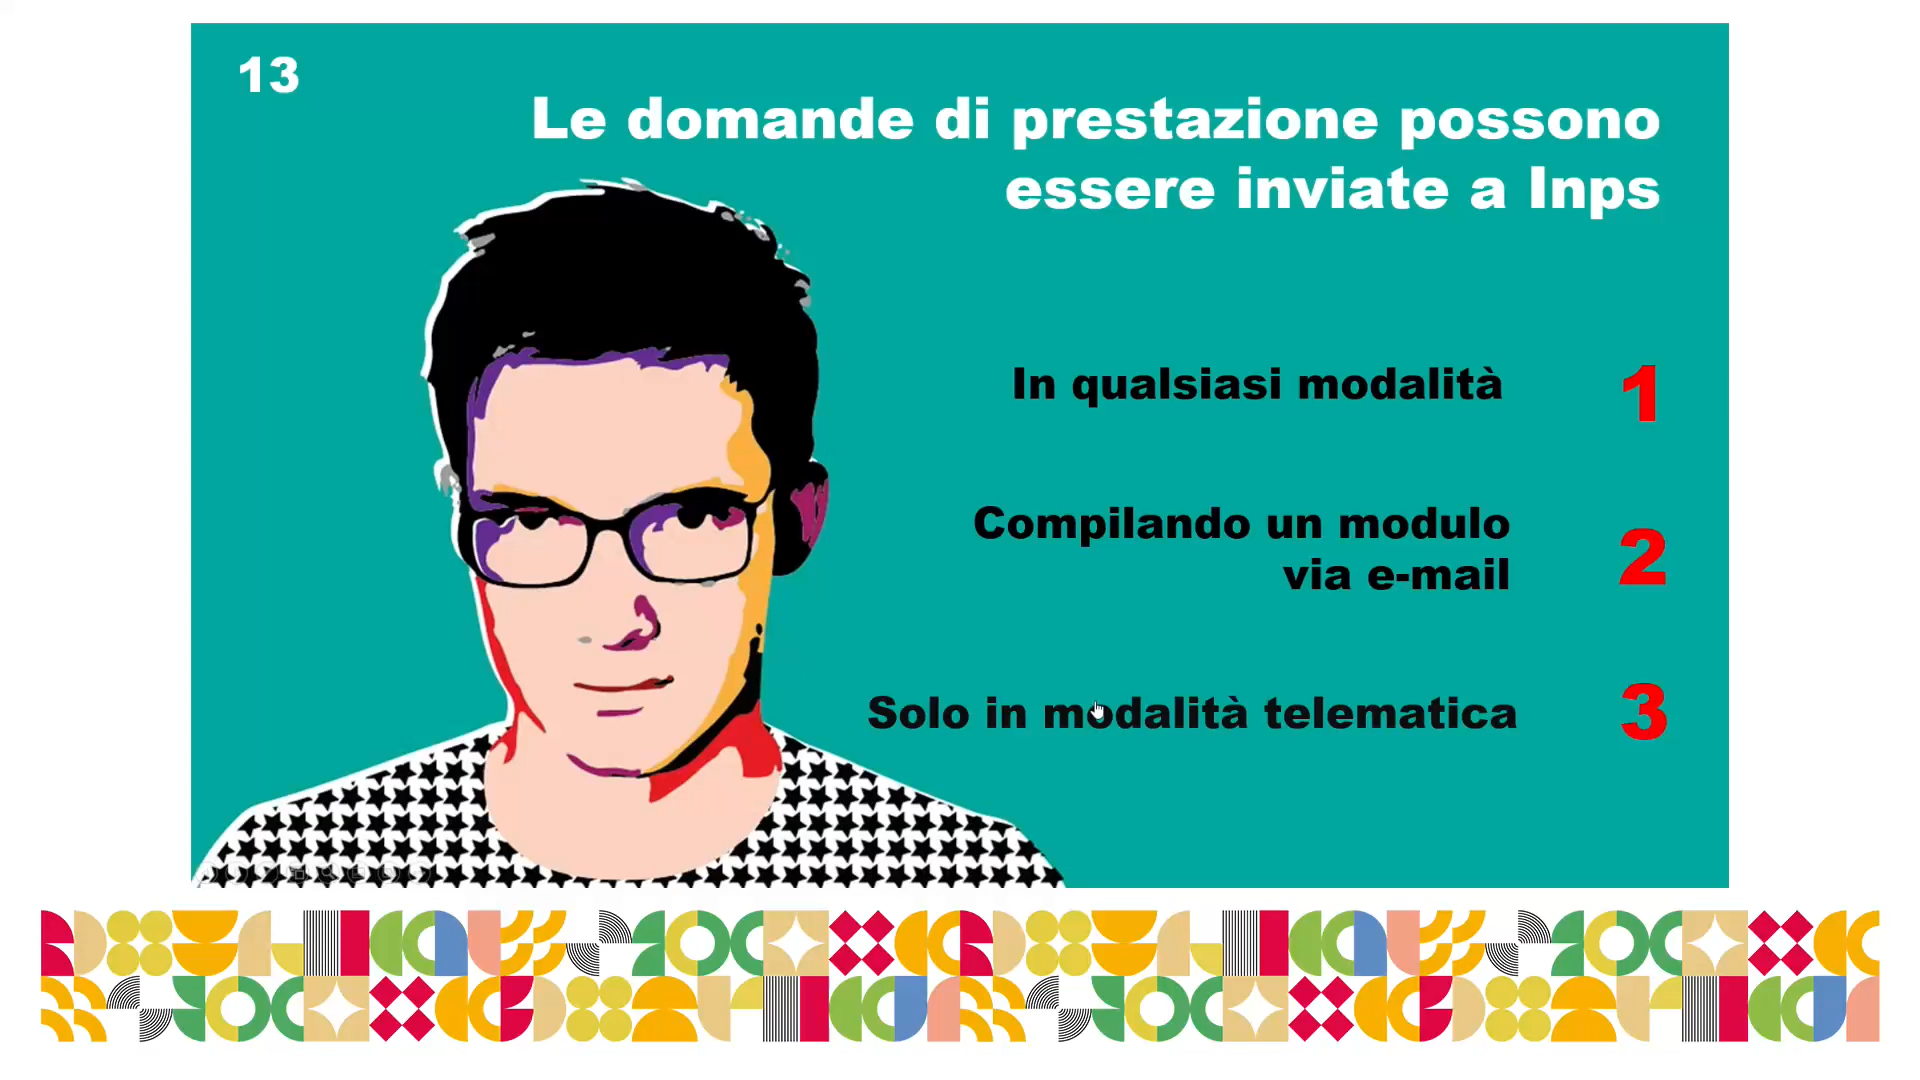 13
Le domande di prestazione possono
essere inviate a Inps
In qualsiasi modalità
1
Compilando un modulo
via e-mail
2
Solo in modalità telematica
3